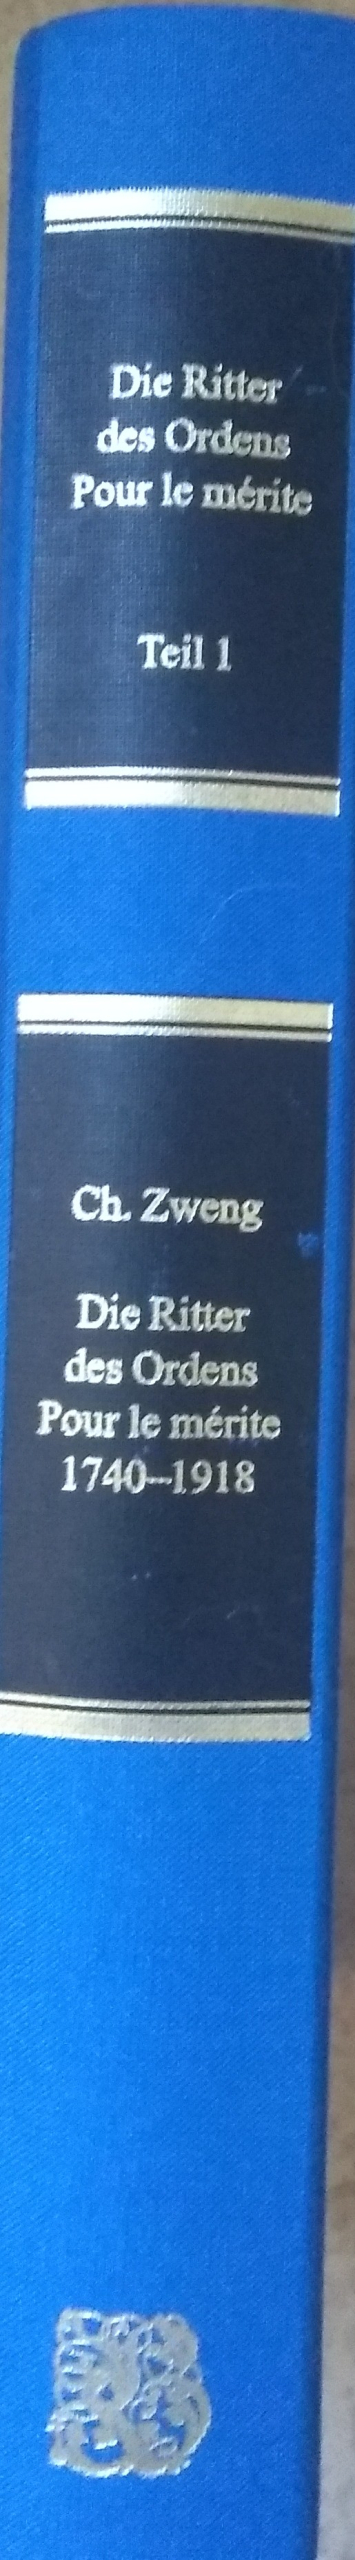 Die Ritter
des Ordens
Pour le mérite
Teil 1
Ch. Zweng
Die Ritter
des Ordens
Pour le mérite
1740–1918